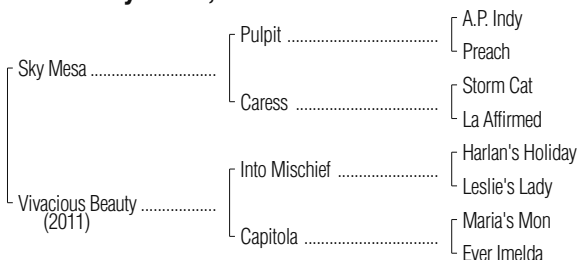 A.P. Indy
Pulpit ......................................
Preach
Sky Mesa ................................
Storm Cat
Caress ....................................
La Affirmed
Harlan's Holiday
Into Mischief .........................
Leslie's Lady
Vivacious Beauty ...................
(2011)
Maria's Mon
Capitola ..................................
Ever Imelda